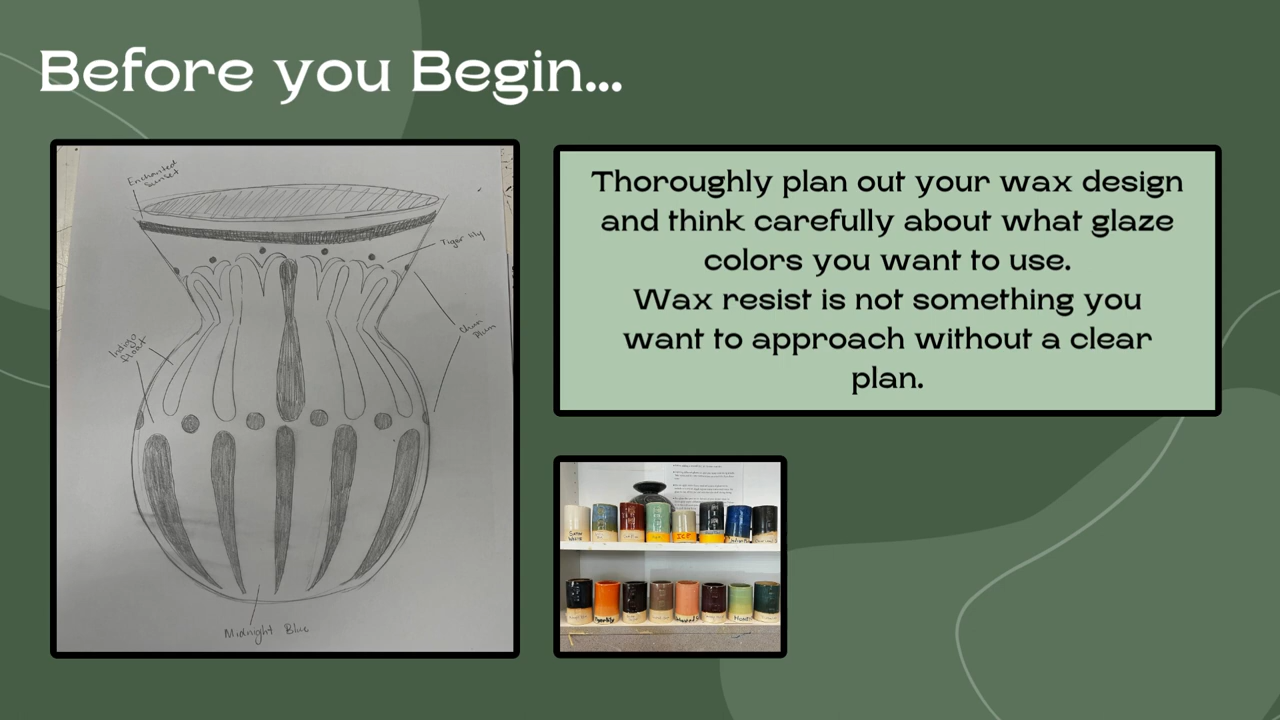 Before you Begin...
Enchanted
Sunset
Tiger lily
Chun
Plum
Indigo
float
Midnight Blue
Thoroughly plan out your wax design
and think carefully about what glaze
colors you want to use.
Wax resist is not something you
want to approach without a clear
plan.
ICE